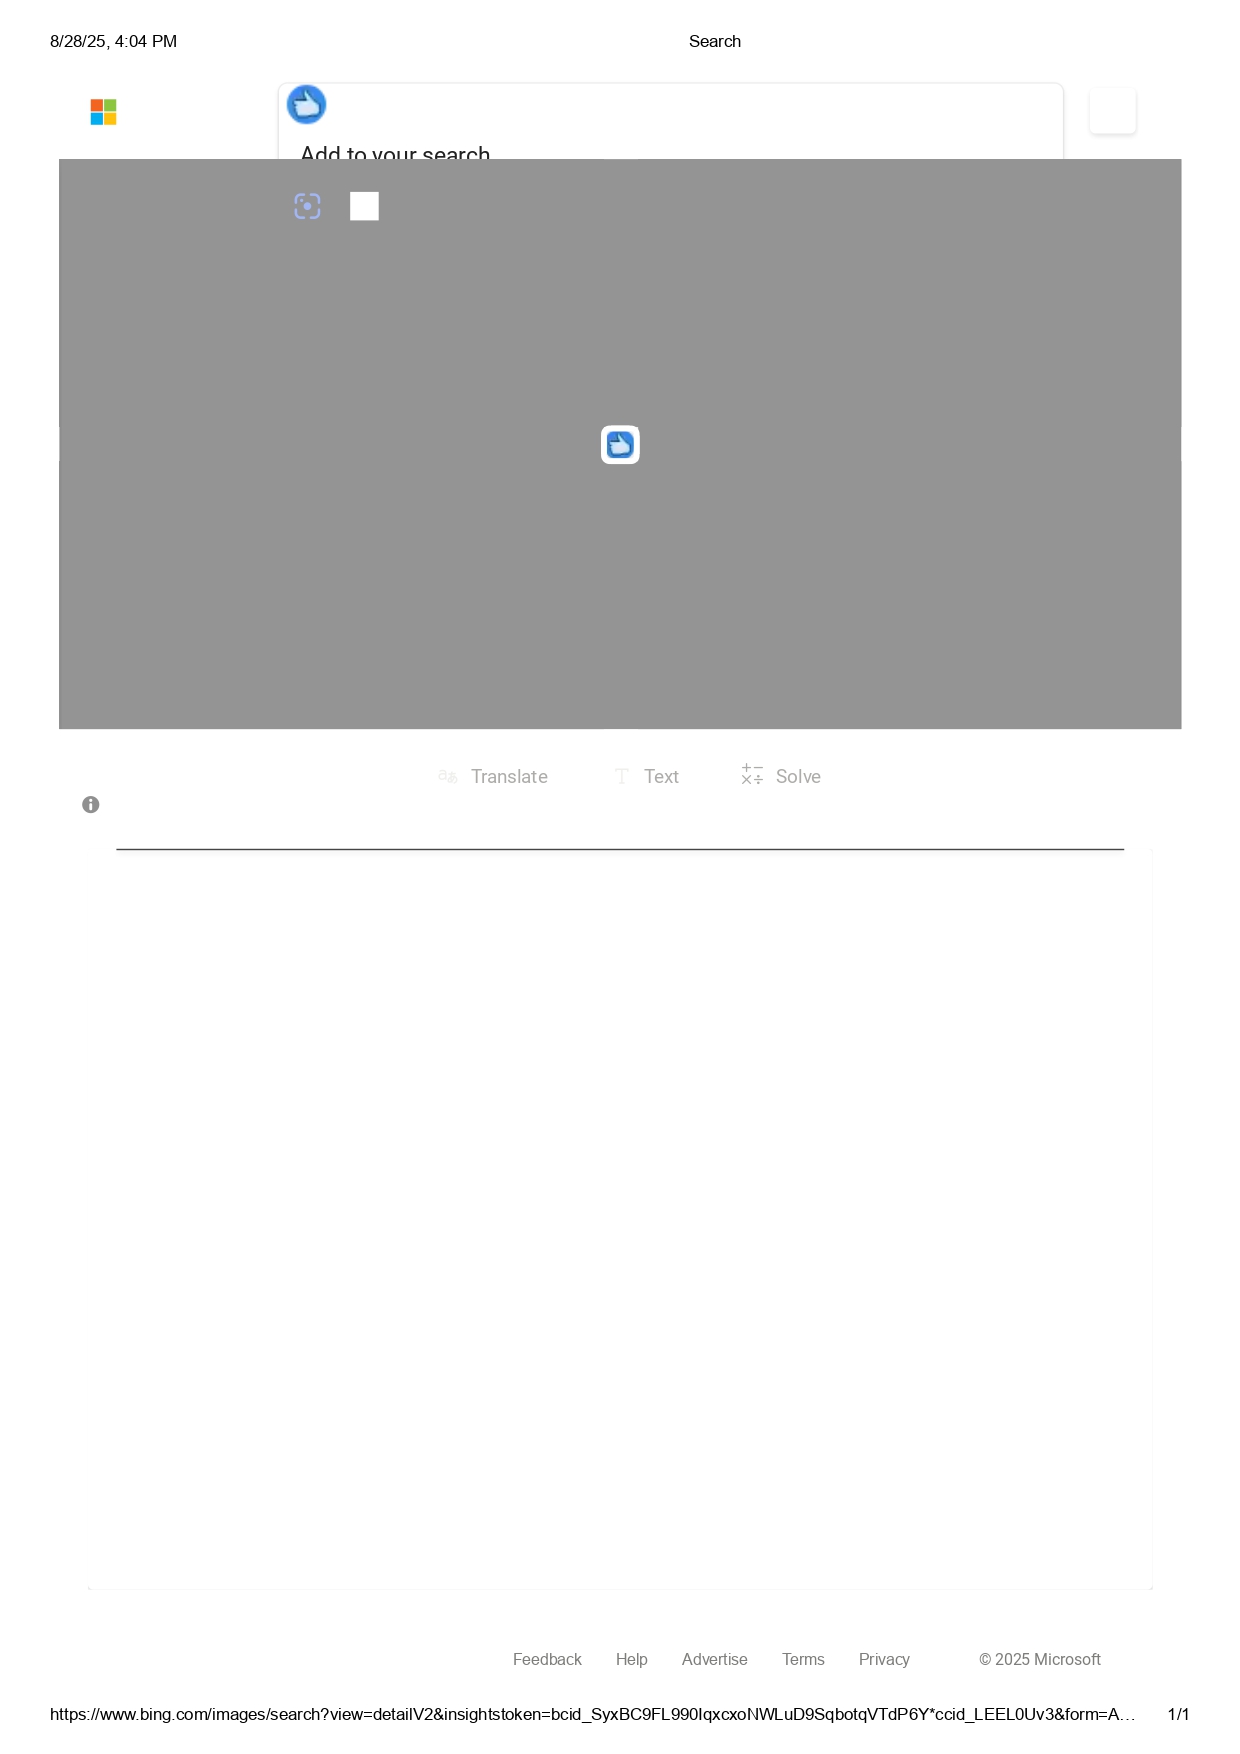 8/28/25, 4:04 PM Search
Add to your search
Translate Text Solve
Feedback Help Advertise Terms Privacy © 2025 Microsoft
https://www.bing.com/images/search?view=detailV2&insightstoken=bcid_SyxBC9FL990IqxcxoNWLuD9SqbotqVTdP6Y*ccid_LEEL0Uv3&form=A… 1/1